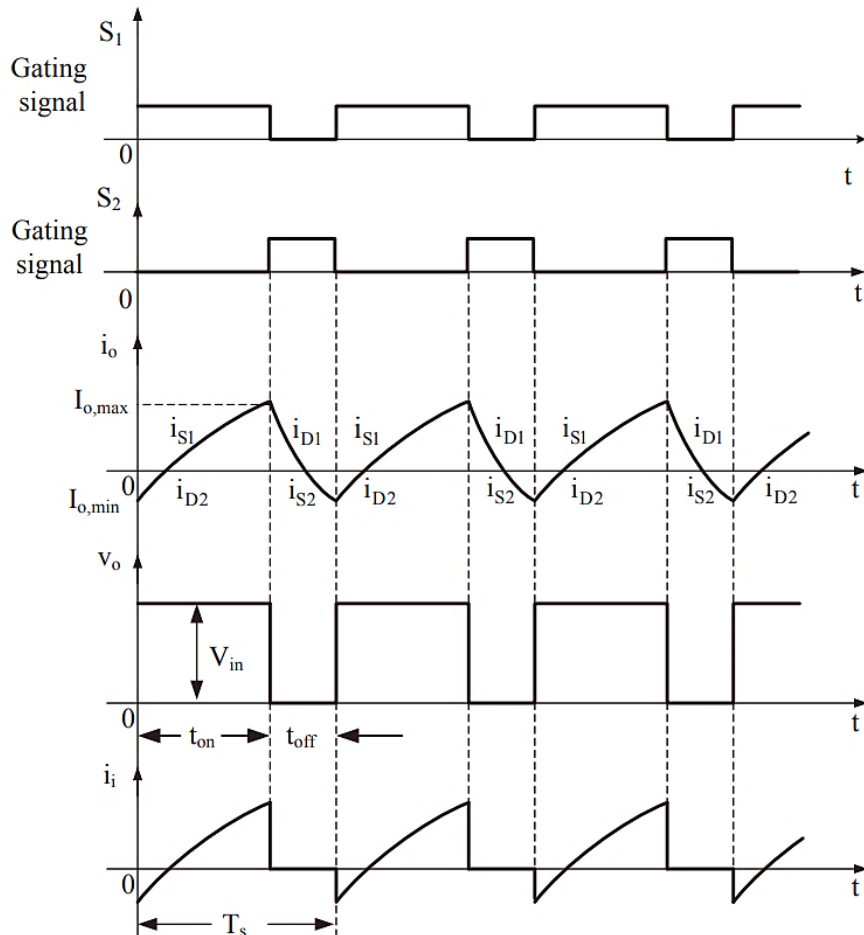 S1
Gating
signal
0
t
S2
Gating
signal
0
t
io
Io,max
iS1 iD1 iS1 iD1 iS1 iD1
0
iD2 iS2 iD2 iS2 iD2 iS2 iD2
t
Io,min
vo
Vin
0
t
ton toff
ii
0
t
Ts